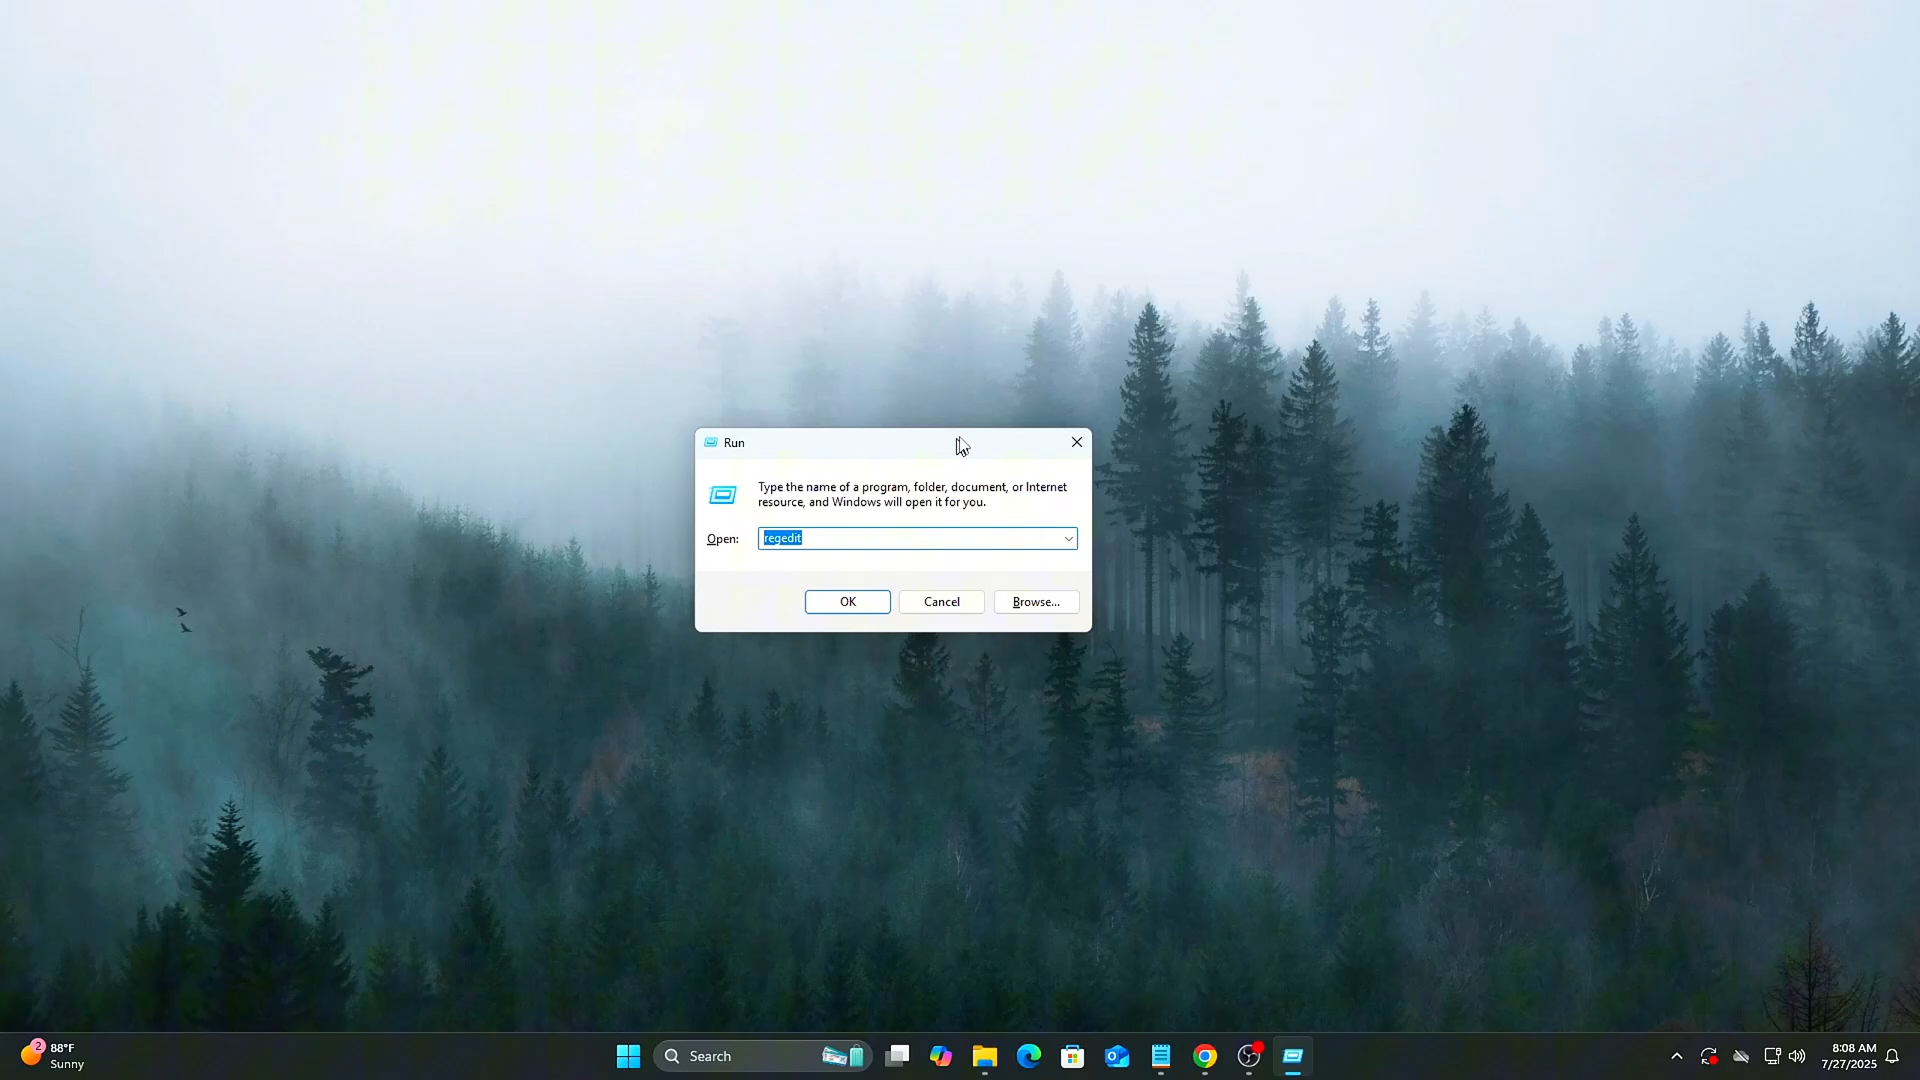 Run
Type the name of a program, folder, document, or Internet
resource, and Windows will open it for you.
Open:
regedit
OK
Cancel
Browse...
2
88°F
Sunny
Search
8:08 AM
7/27/2025